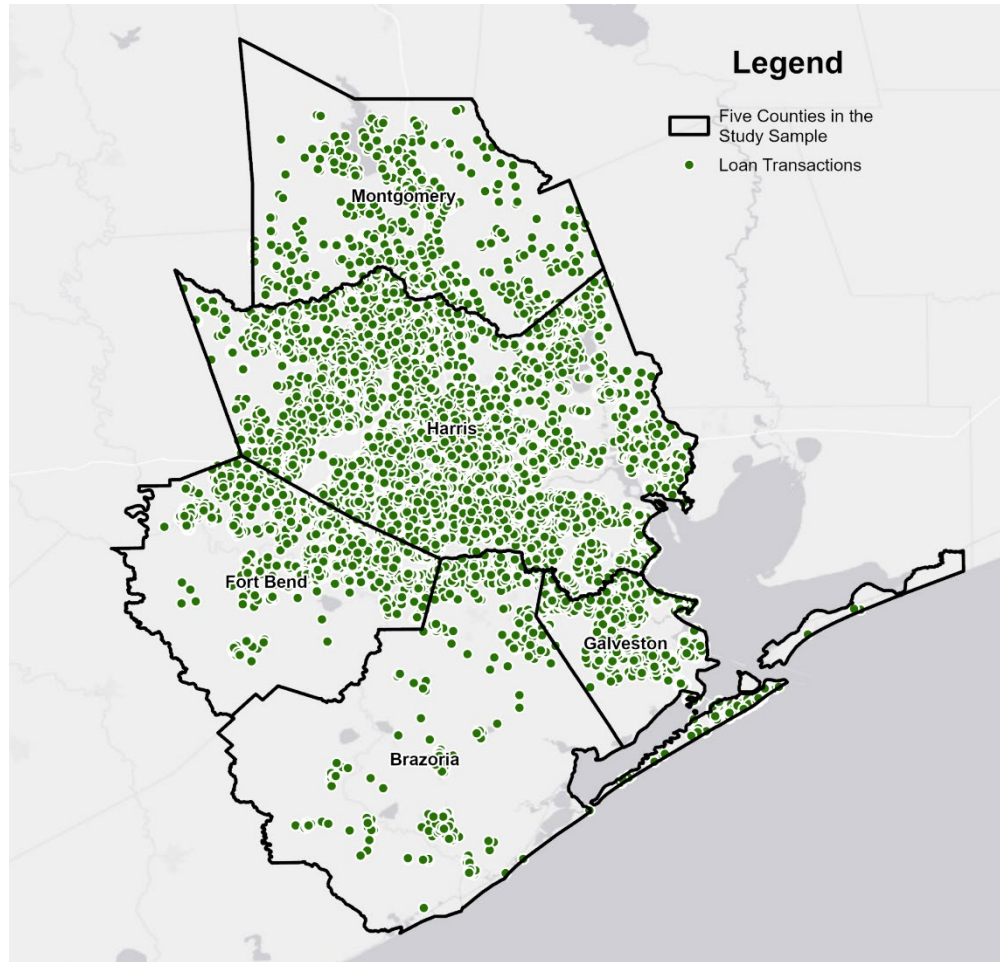 Legend
Five Counties in the
Study Sample
Loan Transactions
Montgomery
Harris
Fort Bend
Galveston
Brazoria